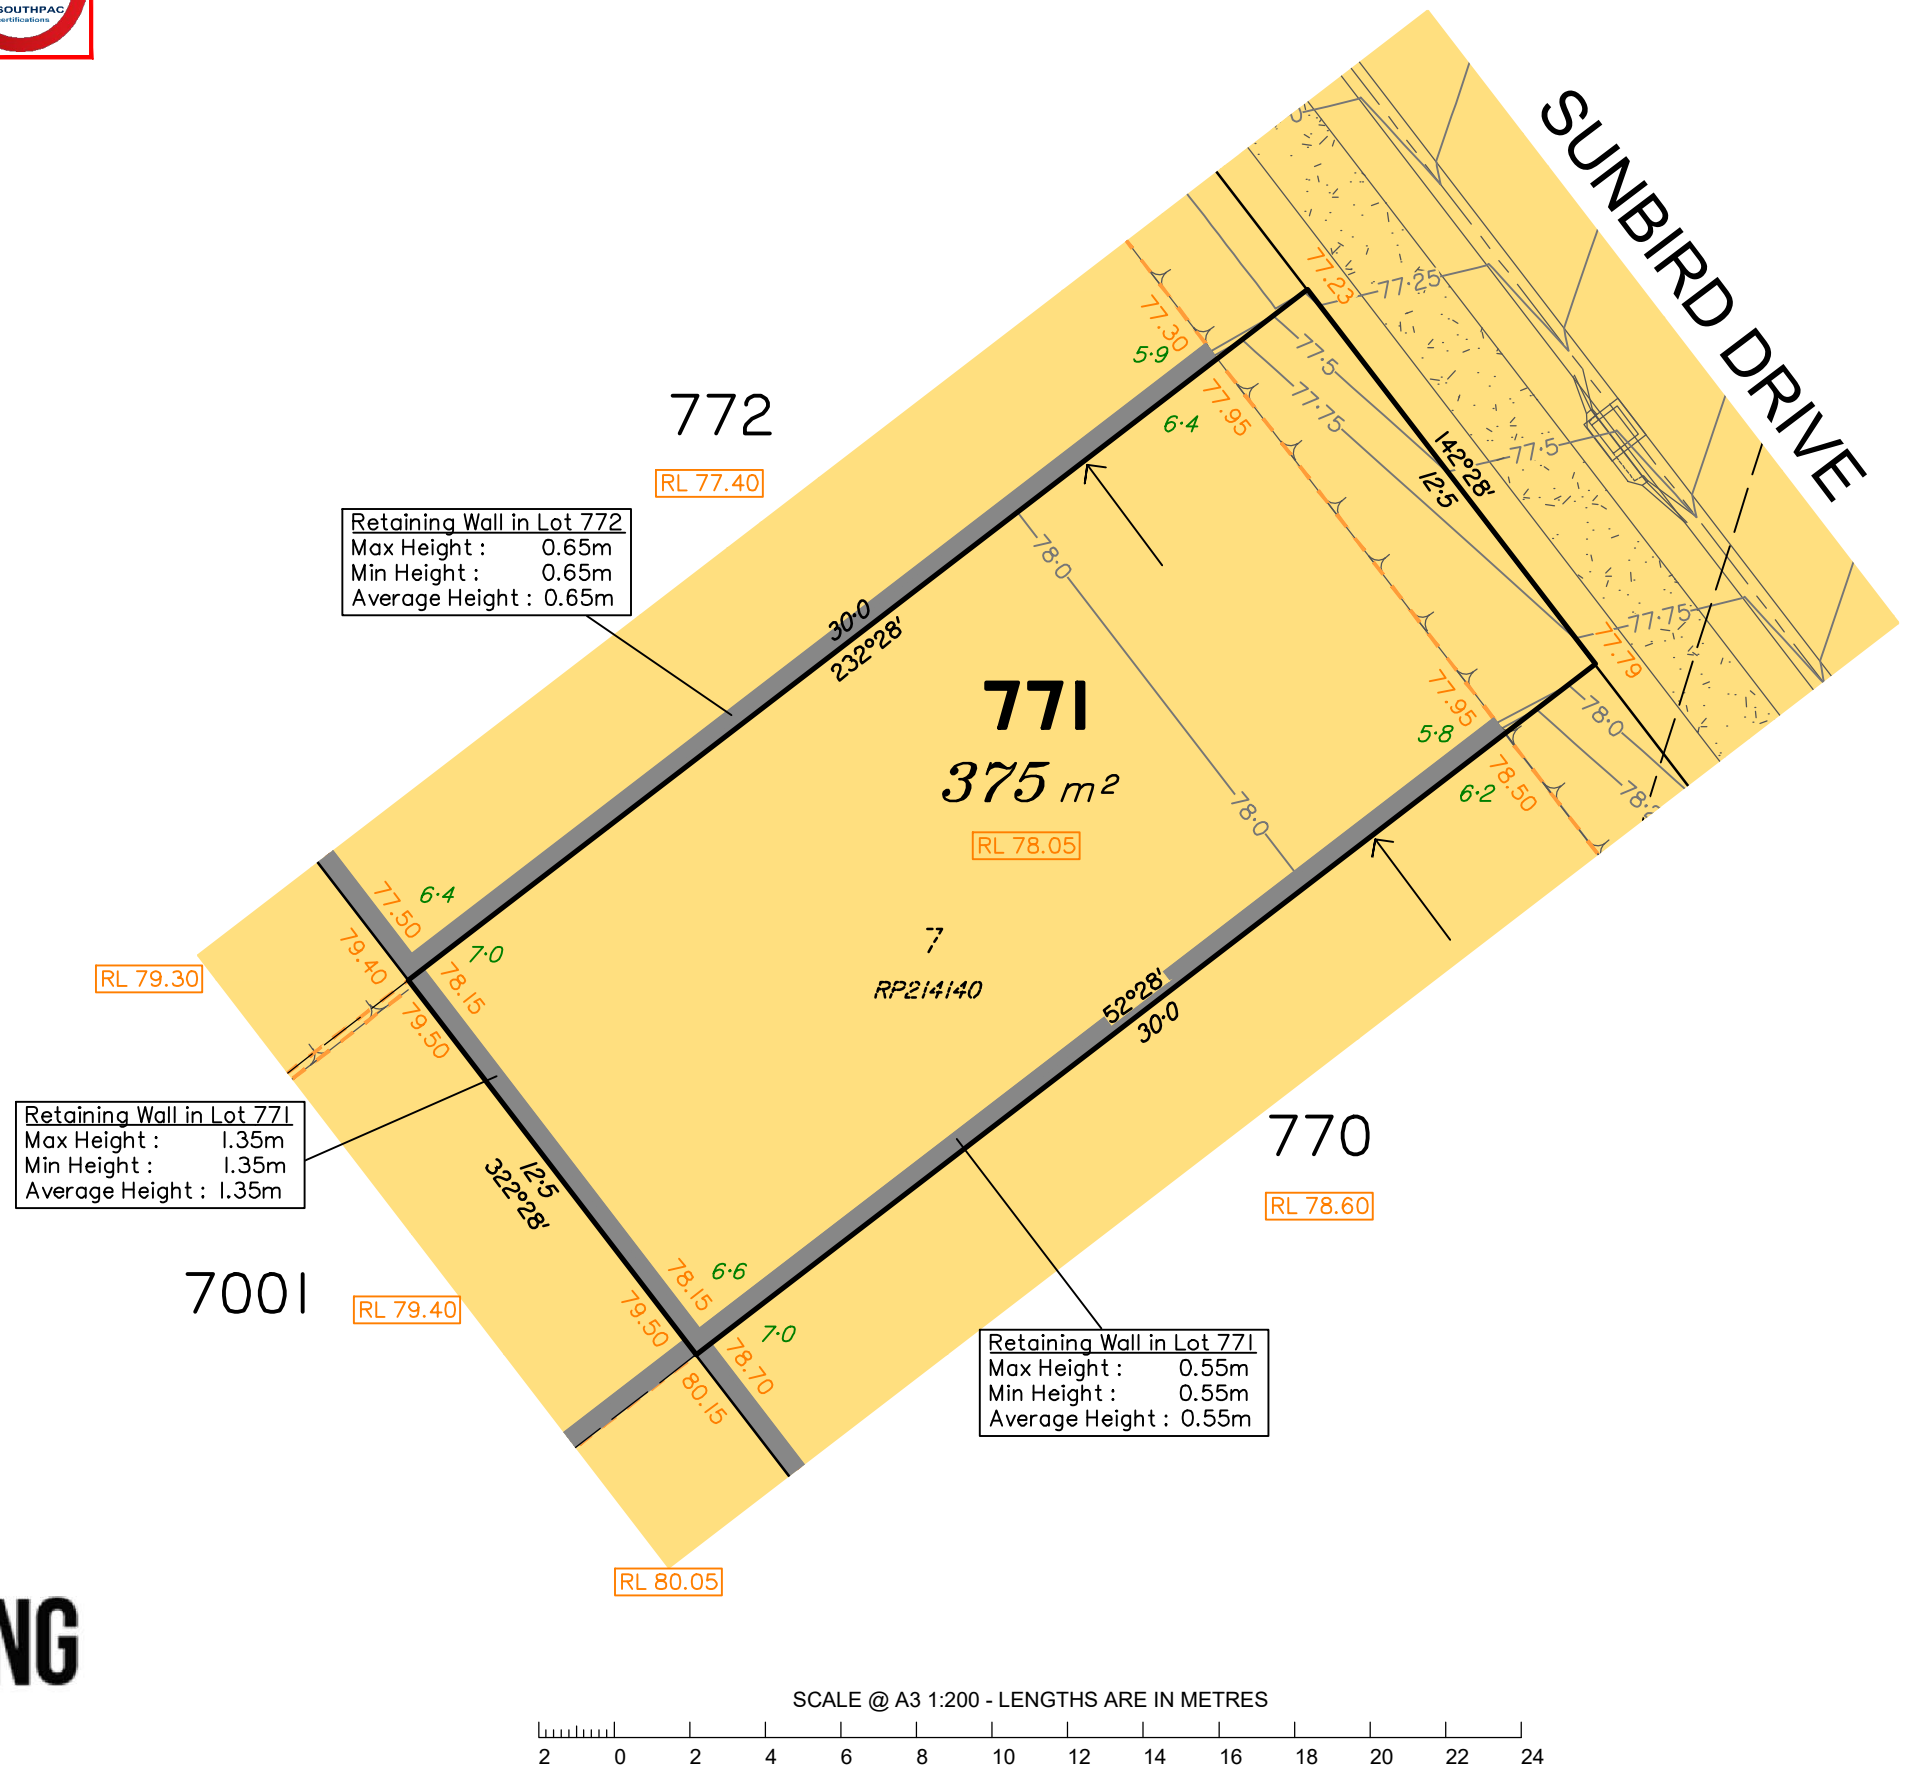 SOUTHPAC
certifications
SUNBIRD DRIVE
77.23
77·25
77.30
5·9
77·5
77.95
77·75
6·4
772
RL 77.40
142°28'
12·5
77·5
Retaining Wall in Lot 772
Max Height : 0.65m
Min Height : 0.65m
Average Height : 0.65m
78·0
30·0
232°28'
77·75
77.79
771
375 m²
RL 78.05
77.95
5·8
78·0
78.50
6·2
78·0
77.50
6·4
79.40
7·0
78.15
79.50
RL 79.30
7
RP214140
52°28'
30·0
Retaining Wall in Lot 771
Max Height : 1.35m
Min Height : 1.35m
Average Height : 1.35m
12·5
322°28'
770
RL 78.60
7001
RL 79.40
78.15
6·6
79.50
7·0
78.70
80.15
Retaining Wall in Lot 771
Max Height : 0.55m
Min Height : 0.55m
Average Height : 0.55m
RL 80.05
NG
SCALE @ A3 1:200 - LENGTHS ARE IN METRES
2 0 2 4 6 8 10 12 14 16 18 20 22 24